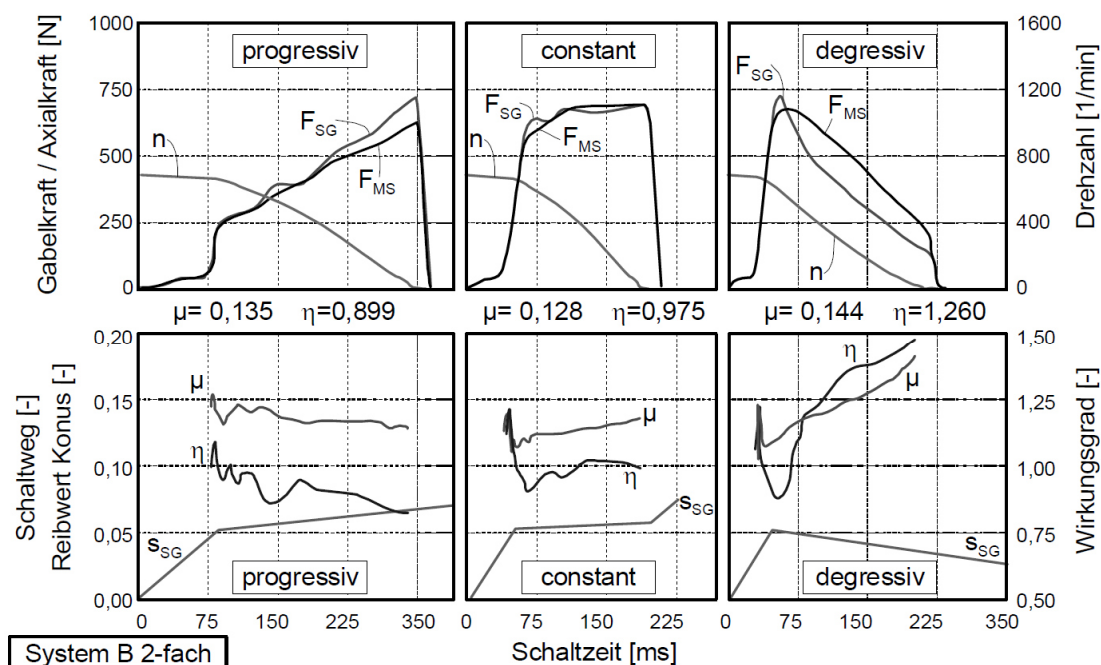 1000
750
500
250
0
Gabelkraft / Axialkraft [N]
progressiv
F_SG
n
F_MS
constant
F_SG
n
F_MS
degressiv
F_SG
F_MS
n
n
1600
1200
800
400
0
Drehzahl [1/min]
µ= 0,135 η=0,899
µ= 0,128 η=0,975
µ= 0,144 η=1,260
0,20
0,15
0,10
0,05
0,00
Schaltweg [-]
Reibwert Konus [-]
µ
η
s_SG
progressiv
µ
η
s_SG
constant
η
µ
s_SG
degressiv
1,50
1,25
1,00
0,75
0,50
Wirkungsgrad [-]
0 75 150 225 0 75 150 225 0 75 150 225 350
Schaltzeit [ms]
System B 2-fach